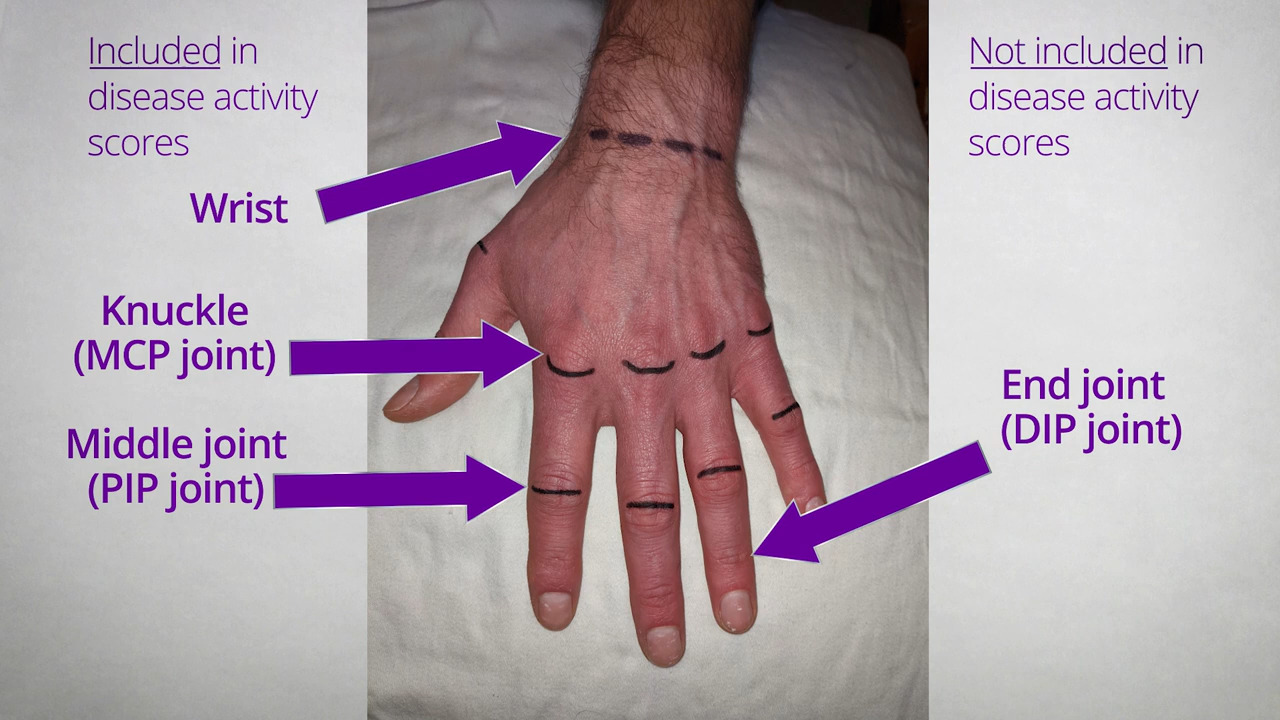 Included in
disease activity
scores
Wrist
Knuckle
(MCP joint)
Middle joint
(PIP joint)
Not included in
disease activity
scores
End joint
(DIP joint)